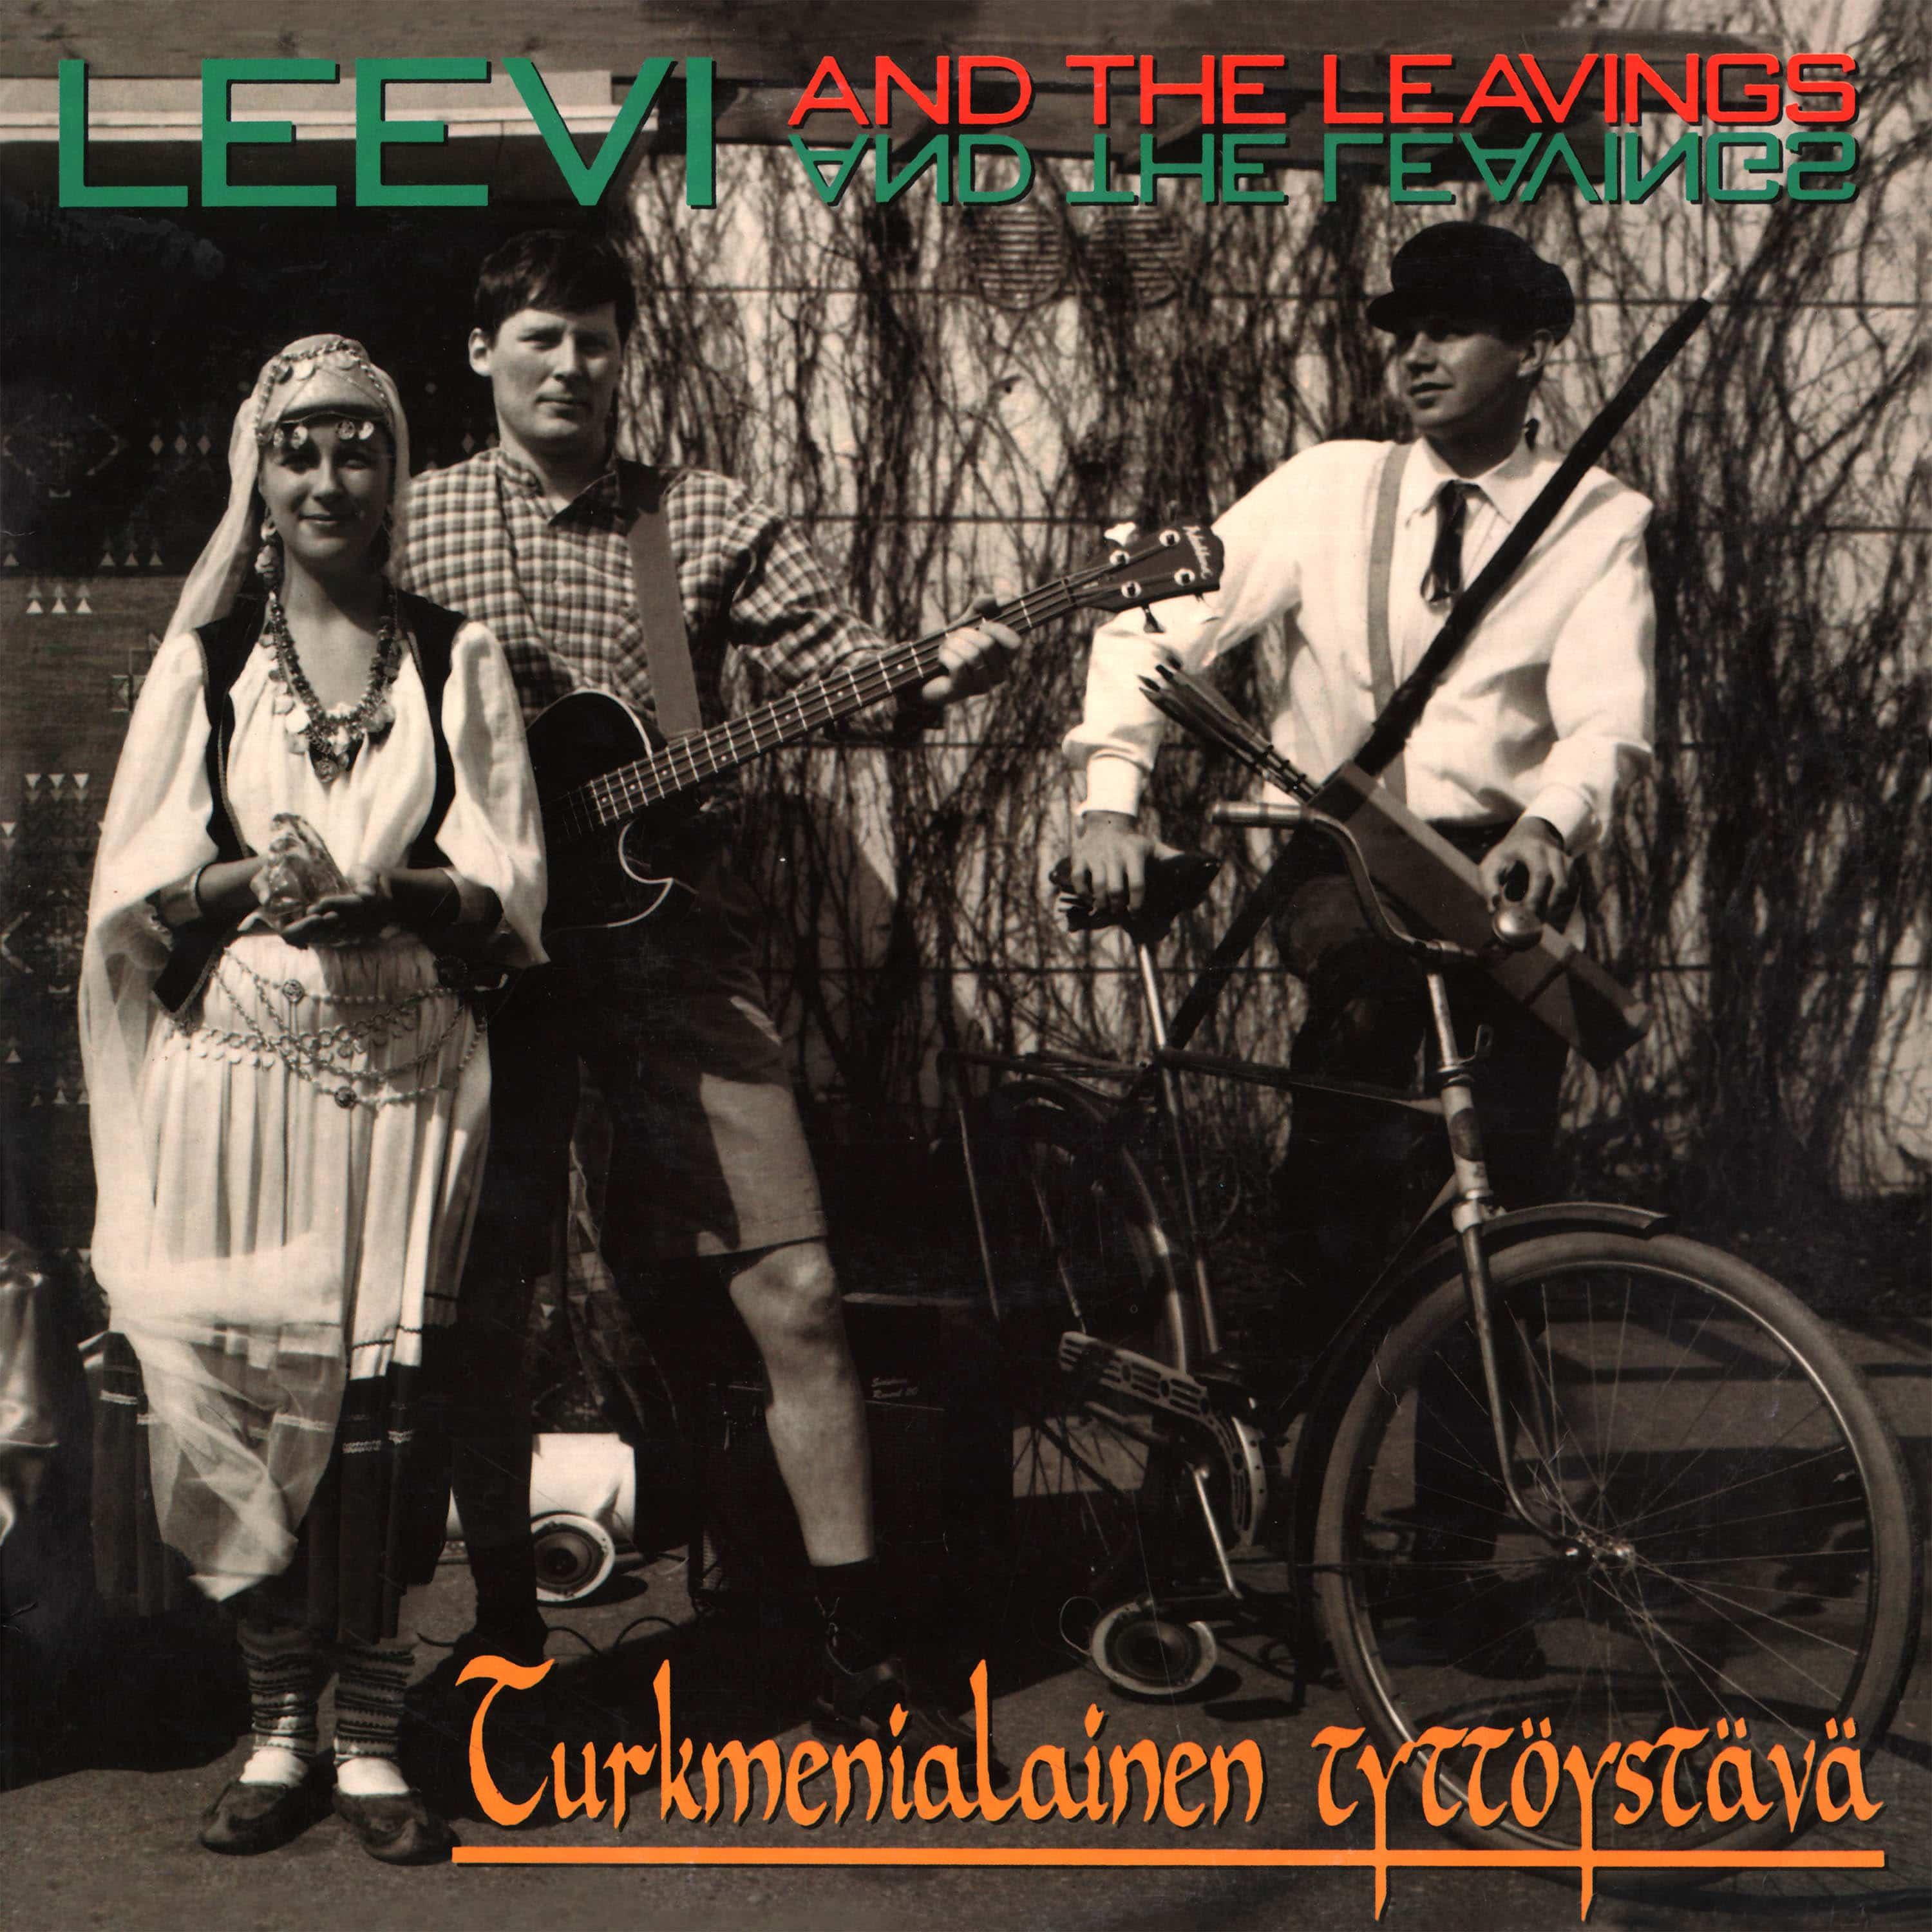 LEEVI AND THE LEAVINGS
AND THE LEAVINGS
Turkmenialainen tyttöystävä